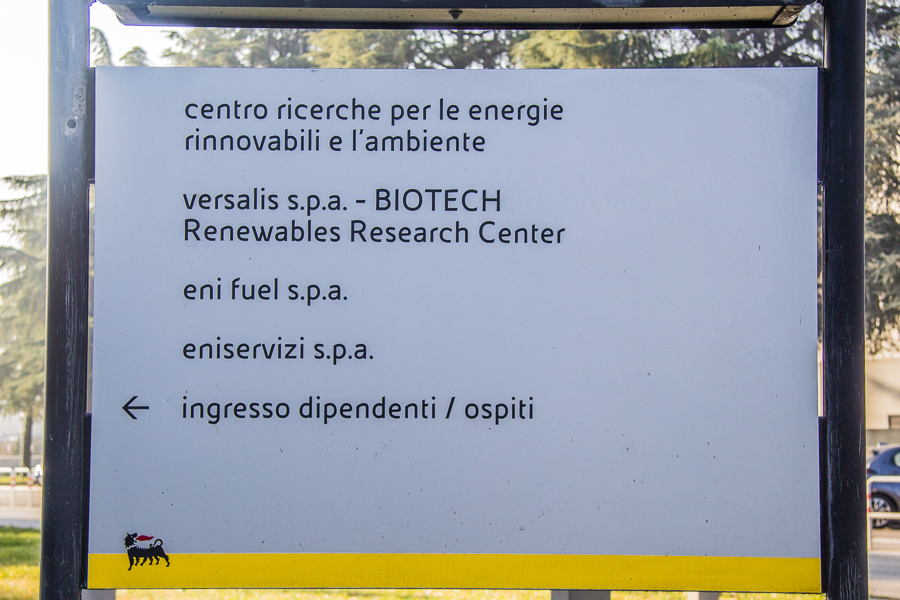 centro ricerche per le energie
rinnovabili e l'ambiente
versalis s.p.a. - BIOTECH
Renewables Research Center
eni fuel s.p.a.
eniservizi s.p.a.
← ingresso dipendenti / ospiti